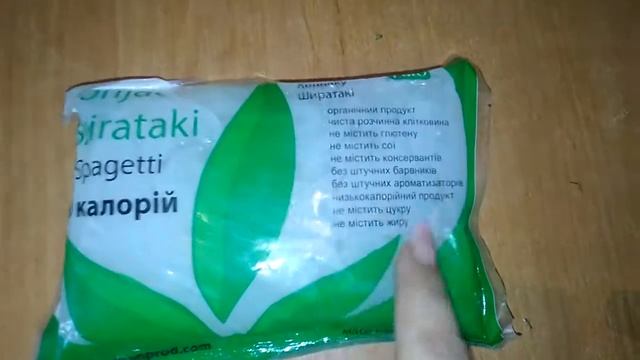 shirataki
Spagetti
калорій
Ширатакі
органічний продукт
чиста розчинна клітковина
не містить глютену
не містить сої
не містить консервантів
без штучних барвників
без штучних ароматизаторів
низькокалорійний продукт
не містить цукру
не містить жиру